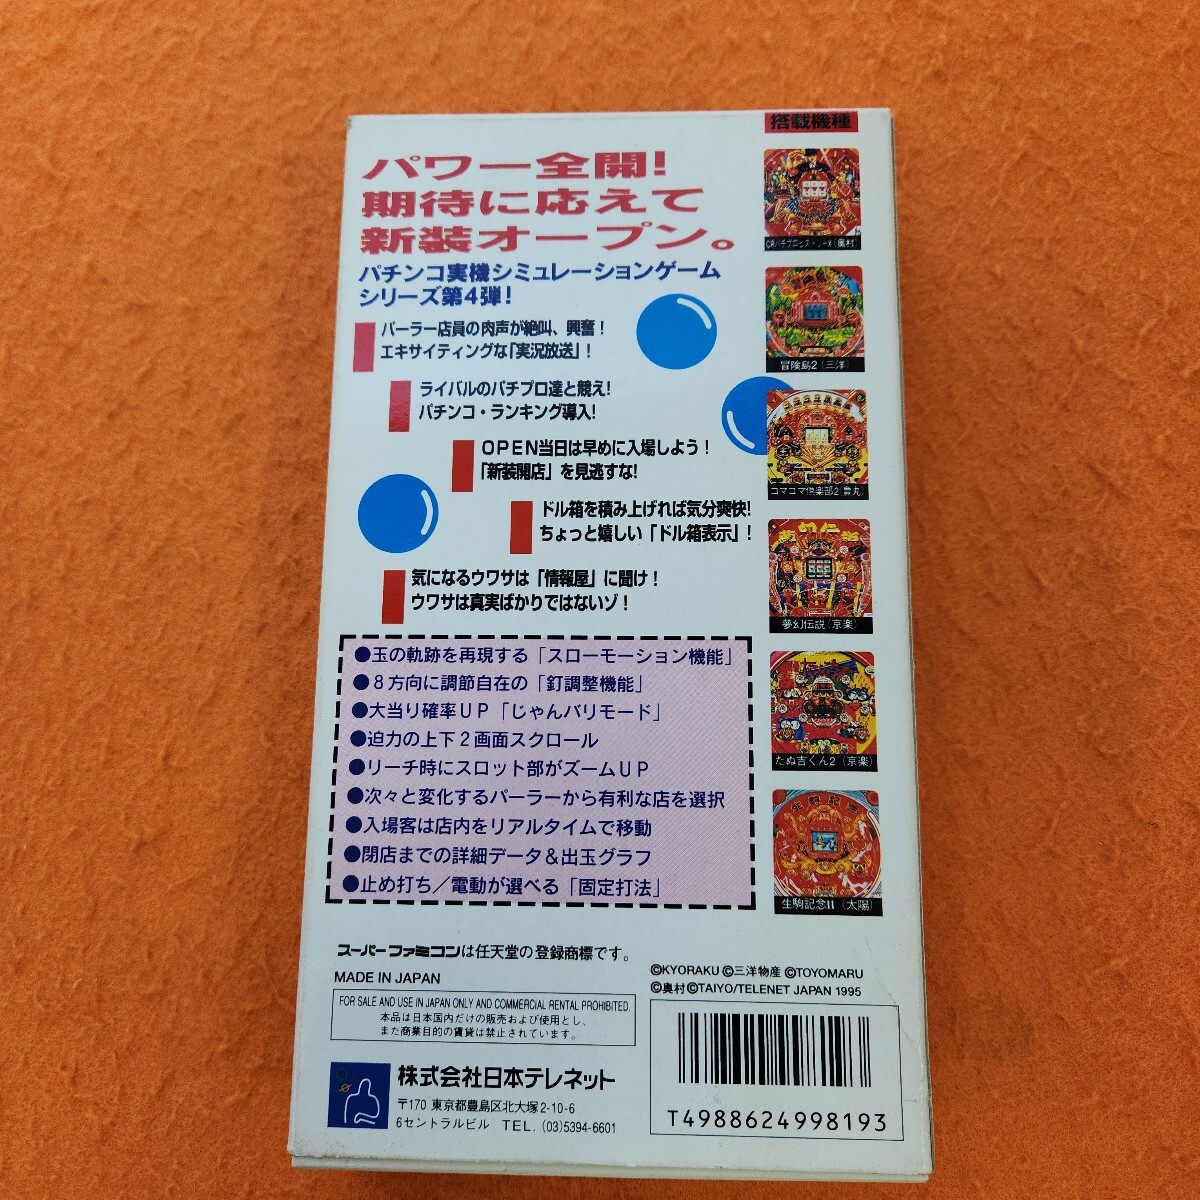 パワー全開!
期待に応えて
新装オープン。
パチンコ実機シミュレーションゲーム
シリーズ第4弾!
パーラー店員の肉声が絶叫、興奮!
エキサイティングな「実況放送」!
ライバルのパチプロ達と競え!
パチンコ・ランキング導入!
OPEN当日は早めに入場しよう!
「新装開店」を見逃すな!
ドル箱を積み上げれば気分爽快!
ちょっと嬉しい「ドル箱表示」!
気になるウワサは「情報屋」に聞け!
ウワサは真実ばかりではないゾ!
●玉の軌跡を再現する「スローモーション機能」
●8方向に調節自在の「釘調整機能」
●大当り確率UP「じゃんバリモード」
●迫力の上下2画面スクロール
●リーチ時にスロット部がズームUP
●次々と変化するパーラーから有利な店を選択
●入場客は店内をリアルタイムで移動
●閉店までの詳細データ&出玉グラフ
●止め打ち/電動が選べる「固定打法」
搭載機種
(奥村)
冒険島2(三洋)
コマコマ倶楽部2(豊丸)
夢幻伝説(京楽)
たぬ吉くん2(京楽)
生駒記念II(太陽)
スーパーファミコンは任天堂の登録商標です。
MADE IN JAPAN
FOR SALE AND USE IN JAPAN ONLY AND COMMERCIAL RENTAL PROHIBITED.
本品は日本国内だけの販売および使用とし、
また商業目的の賃貸は禁止されています。
株式会社日本テレネット
〒170 東京都豊島区北大塚2-10-6
6セントラルビル TEL. (03)5394-6601
©KYORAKU ©三洋物産 ©TOYOMARU
©奥村©TAIYO/TELENET JAPAN 1995
T4988624998193